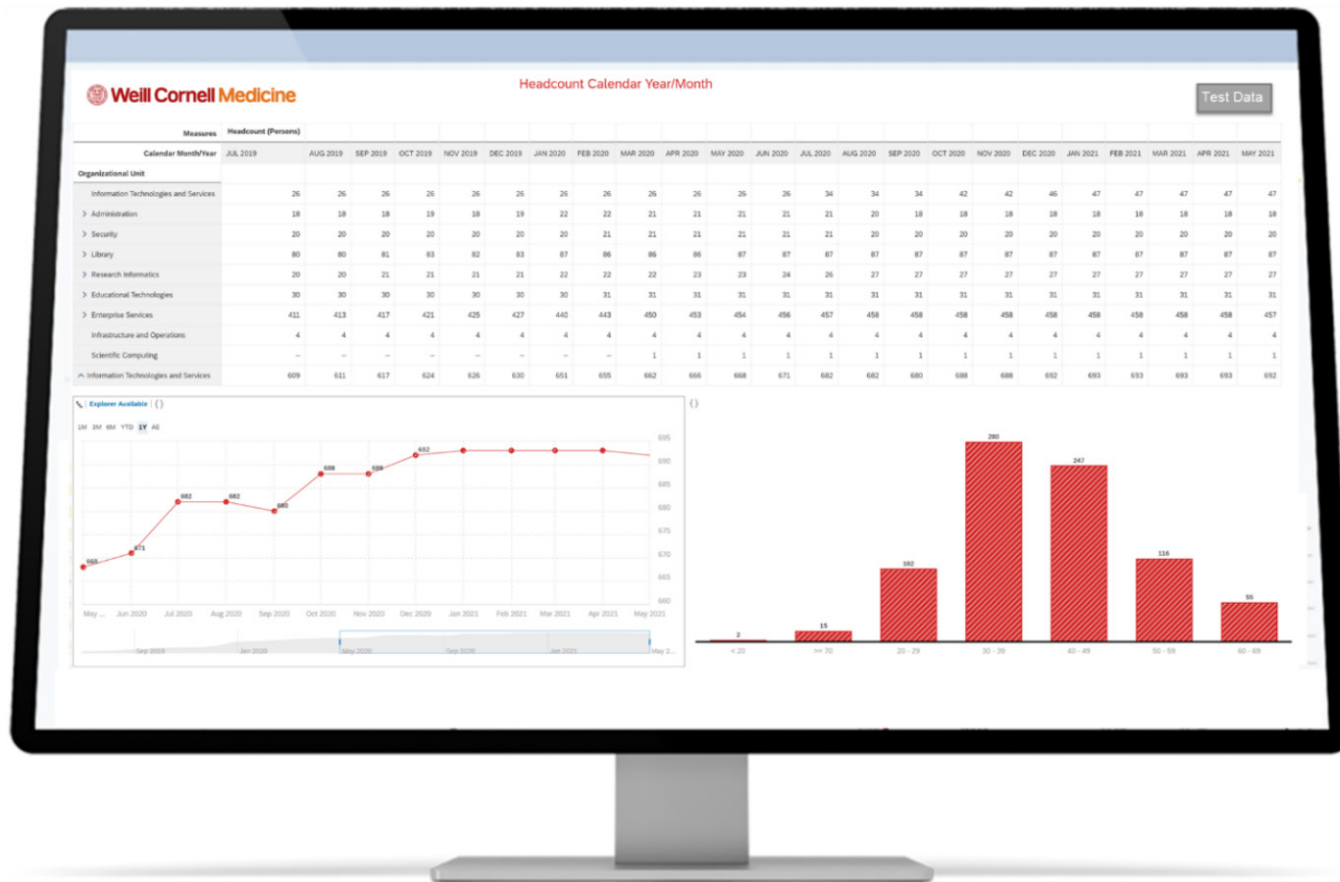 Weill Cornell Medicine
Headcount Calendar Year/Month
Test Data
Measures Headcount (Persons)
Calendar Month/Year JUL 2019 AUG 2019 SEP 2019 OCT 2019 NOV 2019 DEC 2019 JAN 2020 FEB 2020 MAR 2020 APR 2020 MAY 2020 JUN 2020 JUL 2020 AUG 2020 SEP 2020 OCT 2020 NOV 2020 DEC 2020 JAN 2021 FEB 2021 MAR 2021 APR 2021 MAY 2021
Organizational Unit
Information Technologies and Services 26 26 26 26 26 26 26 26 26 26 26 26 34 34 34 42 42 46 47 47 47 47 47
Administration 18 18 18 19 18 19 22 22 21 21 21 21 21 20 18 18 18 18 18 18 18 18 18
Security 20 20 20 20 20 20 20 21 21 21 21 21 21 20 20 20 20 20 20 20 20 20 20
Library 80 80 81 83 82 83 87 86 86 86 87 87 87 87 87 87 87 87 87 87 87 87 87
Research Informatics 20 20 21 21 21 21 22 22 22 23 23 24 26 27 27 27 27 27 27 27 27 27 27
Educational Technologies 30 30 30 30 30 30 30 31 31 31 31 31 31 31 31 31 31 31 31 31 31 31 31
Enterprise Services 411 413 417 421 425 427 440 443 450 453 454 456 457 458 458 458 458 458 458 458 458 458 457
Infrastructure and Operations 4 4 4 4 4 4 4 4 4 4 4 4 4 4 4 4 4 4 4 4 4 4 4
Scientific Computing – – – – – – – – 1 1 1 1 1 1 1 1 1 1 1 1 1 1 1
Information Technologies and Services 609 611 617 624 626 630 651 655 662 666 668 671 682 682 680 688 688 692 693 693 693 693 692
Explorer Available | {}
1M 3M 6M YTD 1Y All
695
690
685
680
675
670
665
660
668 671 682 682 680 688 688 692
May ... Jun 2020 Jul 2020 Aug 2020 Sep 2020 Oct 2020 Nov 2020 Dec 2020 Jan 2021 Feb 2021 Mar 2021 Apr 2021 May 2021
Sep 2019 Jan 2020 May 2020 Sep 2020 Jan 2021 May 2...
{}
2 15 102 280 247 116 55
< 20 >= 70 20 - 29 30 - 39 40 - 49 50 - 59 60 - 69